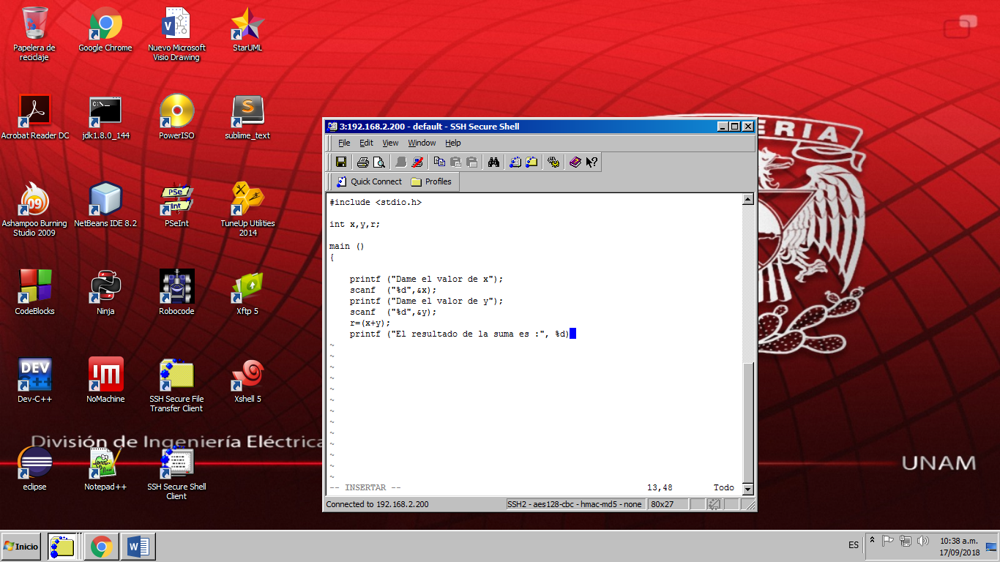 Papelera de
reciclaje
Google Chrome
Nuevo Microsoft
Visio Drawing
StarUML
Acrobat Reader DC
C:\_
jdk1.8.0_144
PowerISO
S
sublime_text
09
Ashampoo Burning
Studio 2009
NetBeans IDE 8.2
PSe
Int
PSeInt
TuneUp Utilities
2014
CodeBlocks
Ninja
Robocode
Xftp 5
DEV
Dev-C++
NoMachine
SSH Secure File
Transfer Client
Xshell 5
División de Ingeniería Eléctrica
eclipse
Notepad++
SSH Secure Shell
Client
ERIA
UNAM
3:192.168.2.200 - default - SSH Secure Shell
File Edit View Window Help
Quick Connect Profiles
#include <stdio.h>
int x,y,r;
main ()
{
printf ("Dame el valor de x");
scanf ("%d",&x);
printf ("Dame el valor de y");
scanf ("%d",&y);
r=(x+y);
printf ("El resultado de la suma es :", %d)
~
~
~
~
~
~
~
~
~
~
~
~
~
-- INSERTAR -- 13,48 Todo
Connected to 192.168.2.200 SSH2 - aes128-cbc - hmac-md5 - none 80x27
Inicio
ES
10:38 a.m.
17/09/2018